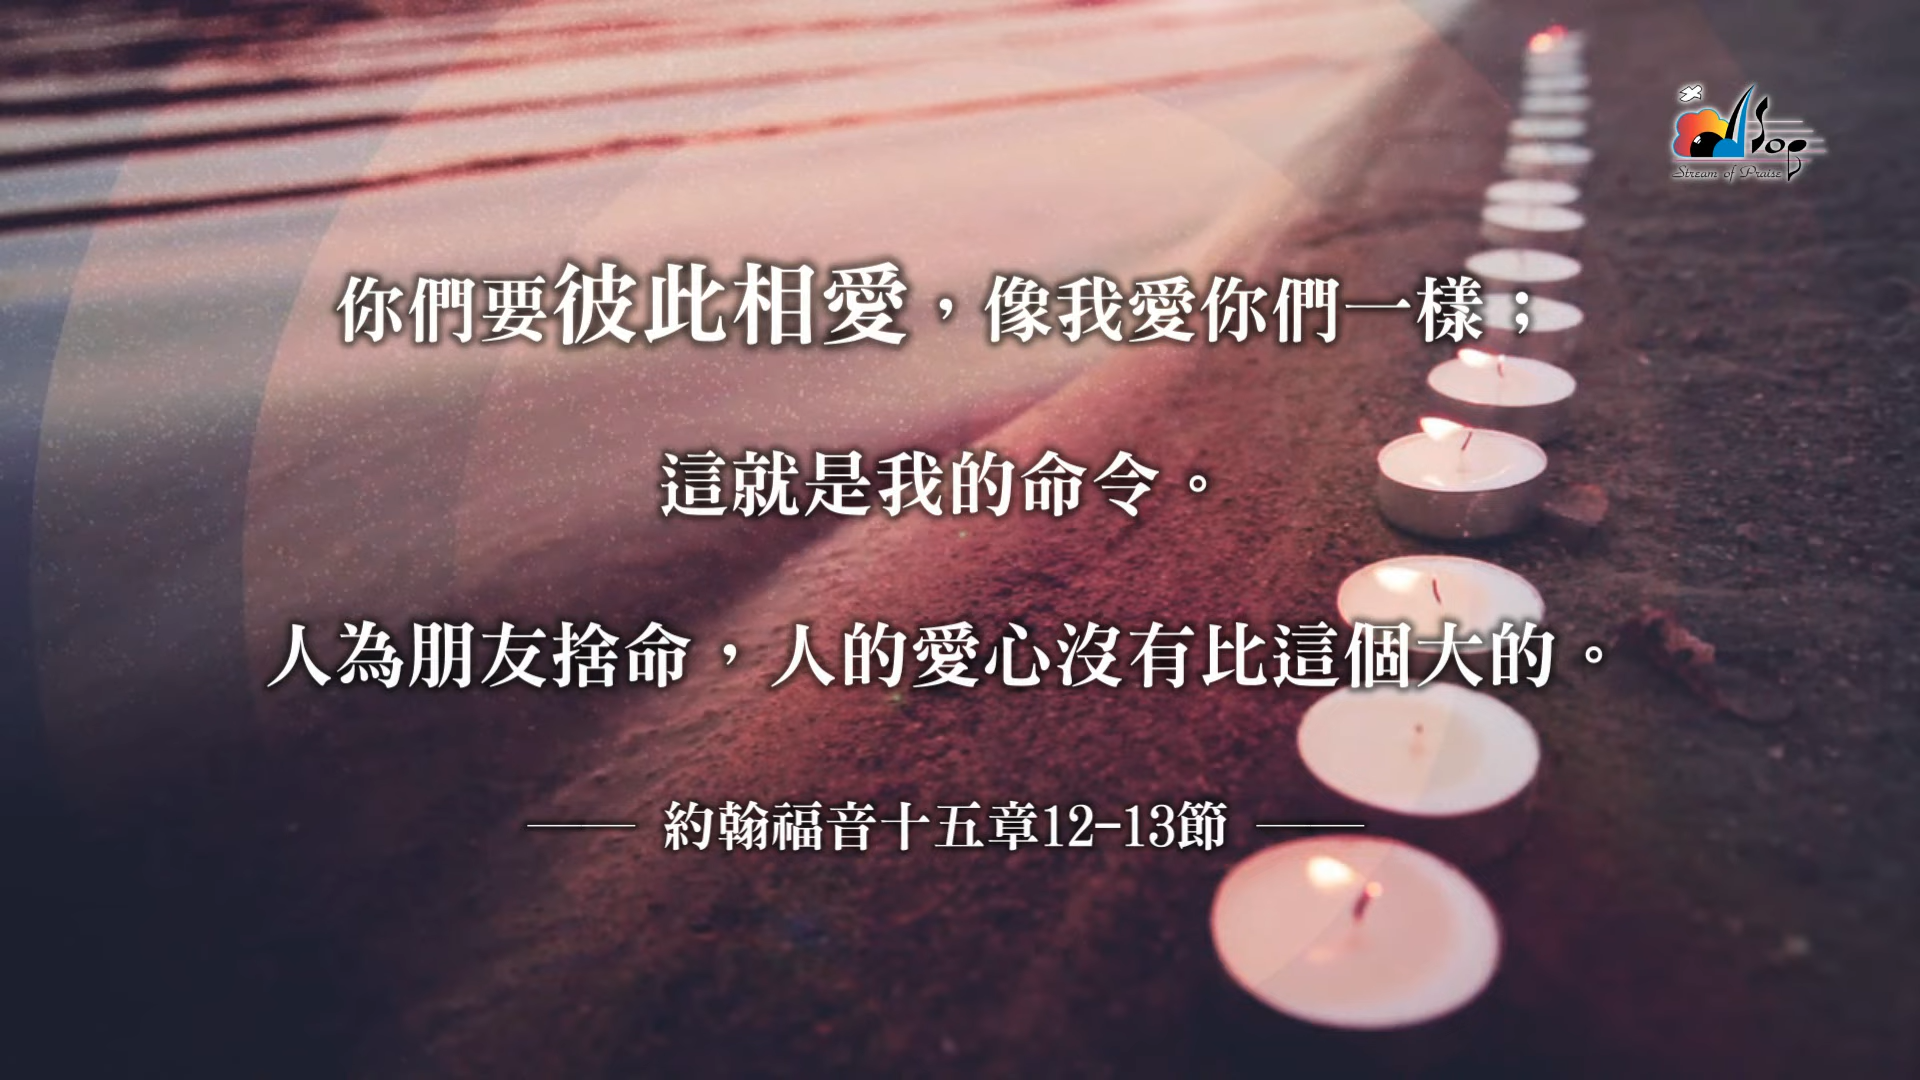 Sop
Stream of Praise
你們要彼此相愛，像我愛你們一樣；
這就是我的命令。
人為朋友捨命，人的愛心沒有比這個大的。
—— 約翰福音十五章12-13節 ——